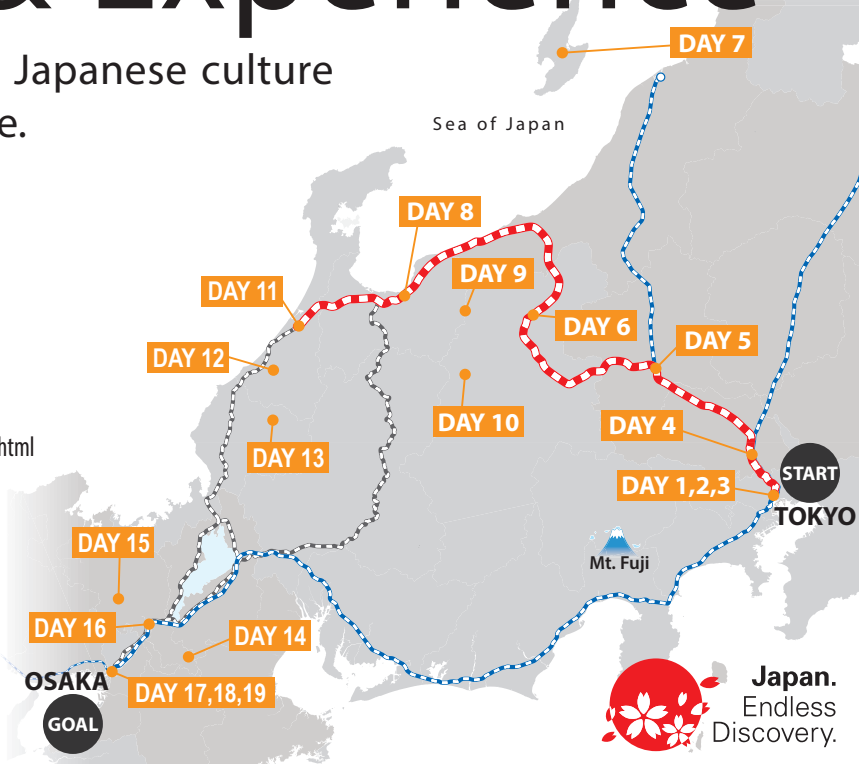 & Experience
Japanese culture
e.
DAY 7
Sea of Japan
DAY 8
DAY 9
DAY 11
DAY 6
DAY 5
DAY 12
DAY 10
DAY 4
html
DAY 13
START
DAY 1,2,3
TOKYO
DAY 15
Mt. Fuji
DAY 16
DAY 14
OSAKA
DAY 17,18,19
GOAL
Japan.
Endless
Discovery.